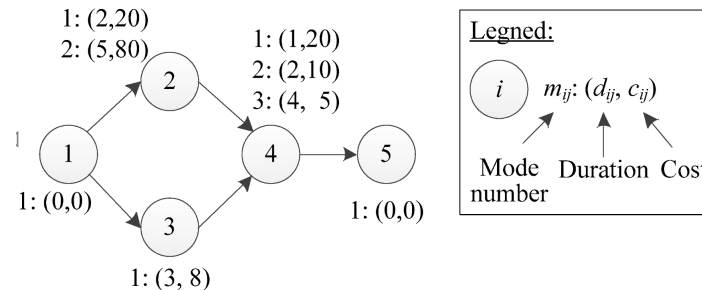 1: (2,20)
2: (5,80)
1: (1,20)
2: (2,10)
3: (4, 5)
2
1
4
5
3
1: (0,0)
1: (0,0)
1: (3, 8)
Legned:
i
mij: (dij, cij)
Mode number
Duration
Cos